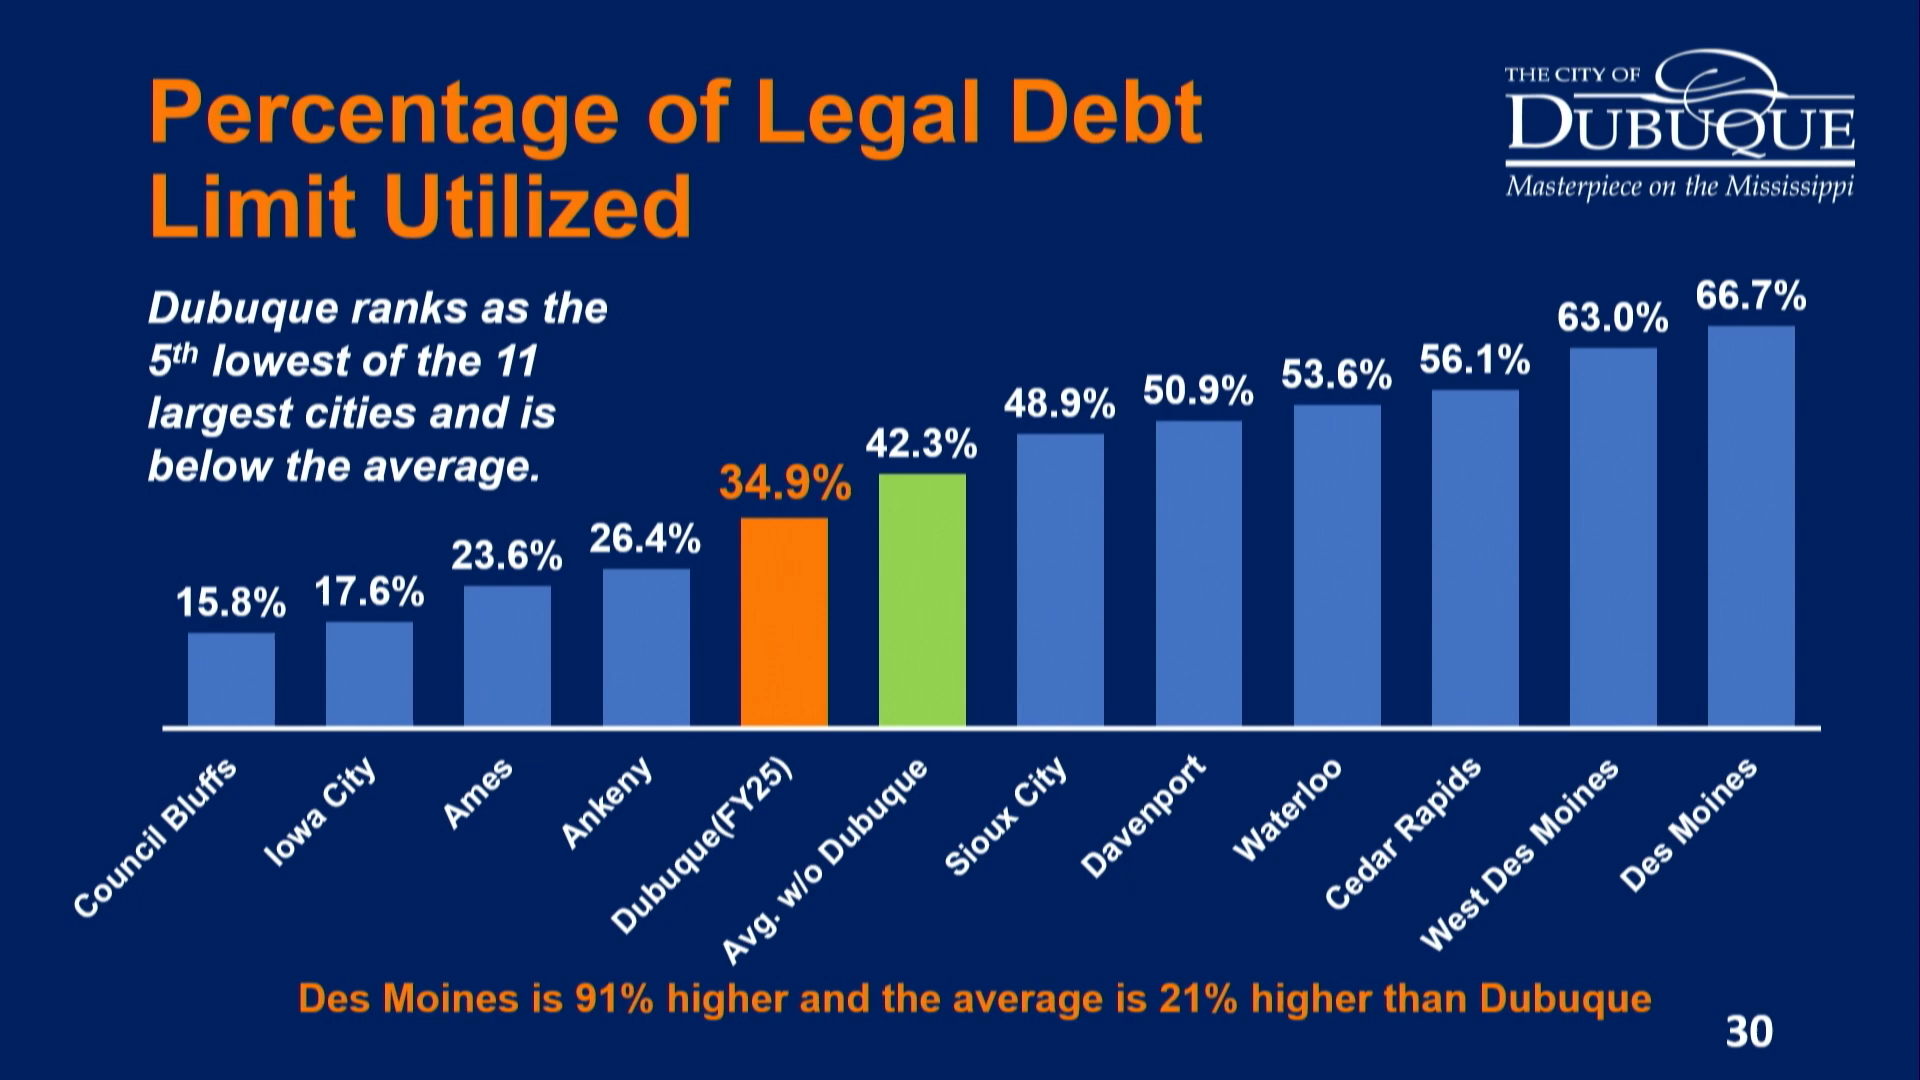 Percentage of Legal Debt
Limit Utilized
THE CITY OF
DUBUQUE
Masterpiece on the Mississippi
Dubuque ranks as the
5th lowest of the 11
largest cities and is
below the average.
15.8%
17.6%
23.6%
26.4%
34.9%
42.3%
48.9%
50.9%
53.6%
56.1%
63.0%
66.7%
Council Bluffs
Iowa City
Ames
Ankeny
Dubuque(FY25)
Avg. w/o Dubuque
Sioux City
Davenport
Waterloo
Cedar Rapids
West Des Moines
Des Moines
Des Moines is 91% higher and the average is 21% higher than Dubuque
30